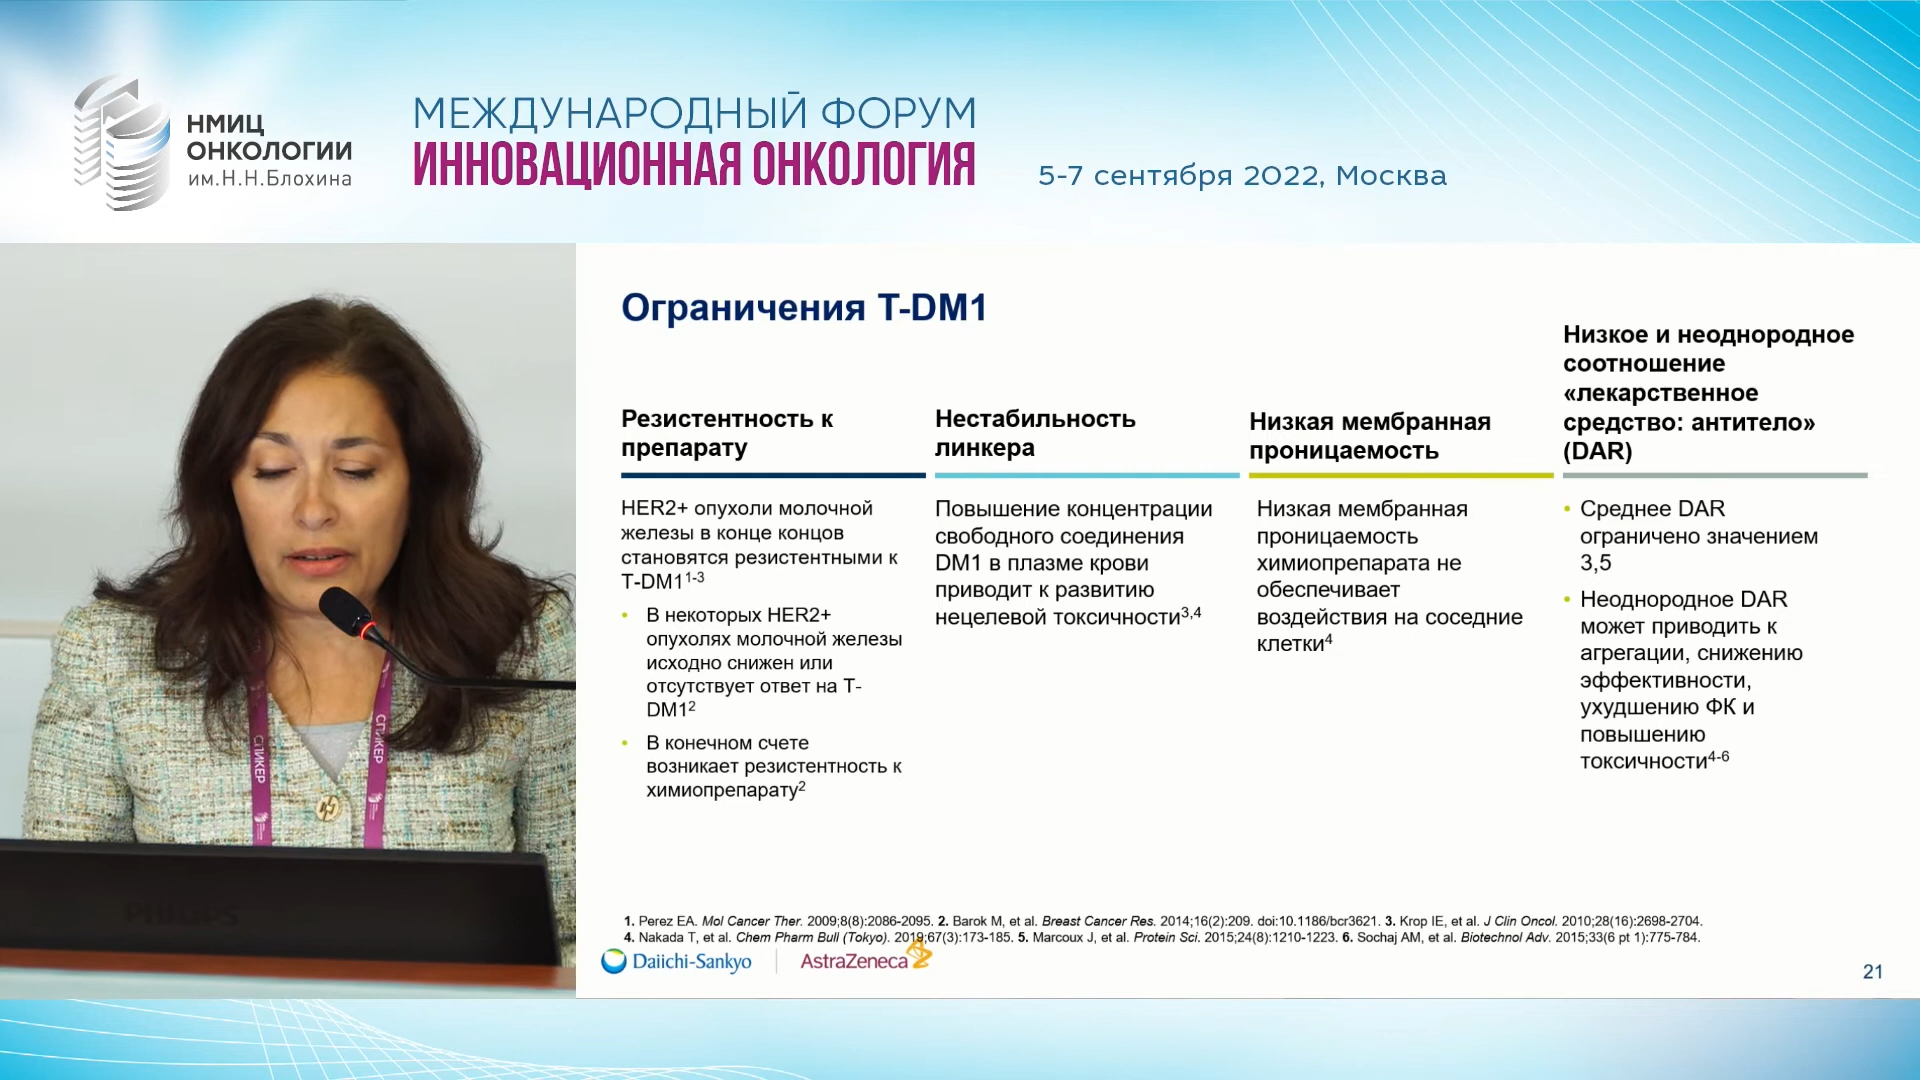 НМИЦ
ОНКОЛОГИИ
им.Н.Н.Блохина
МЕЖДУНАРОДНЫЙ ФОРУМ
ИННОВАЦИОННАЯ ОНКОЛОГИЯ
5-7 сентября 2022, Москва
СПИКЕР
СПИКЕР
PHILIPS
Ограничения T-DM1
Резистентность к
препарату
HER2+ опухоли молочной
железы в конце концов
становятся резистентными к
T-DM1¹⁻³
• В некоторых HER2+
опухолях молочной железы
исходно снижен или
отсутствует ответ на T-
DM1²
• В конечном счете
возникает резистентность к
химиопрепарату²
Нестабильность
линкера
Повышение концентрации
свободного соединения
DM1 в плазме крови
приводит к развитию
нецелевой токсичности³,⁴
Низкая мембранная
проницаемость
Низкая мембранная
проницаемость
химиопрепарата не
обеспечивает
воздействия на соседние
клетки⁴
Низкое и неоднородное
соотношение
«лекарственное
средство: антитело»
(DAR)
• Среднее DAR
ограничено значением
3,5
• Неоднородное DAR
может приводить к
агрегации, снижению
эффективности,
ухудшению ФК и
повышению
токсичности⁴⁻⁶
1. Perez EA. Mol Cancer Ther. 2009;8(8):2086-2095. 2. Barok M, et al. Breast Cancer Res. 2014;16(2):209. doi:10.1186/bcr3621. 3. Krop IE, et al. J Clin Oncol. 2010;28(16):2698-2704.
4. Nakada T, et al. Chem Pharm Bull (Tokyo). 2019;67(3):173-185. 5. Marcoux J, et al. Protein Sci. 2015;24(8):1210-1223. 6. Sochaj AM, et al. Biotechnol Adv. 2015;33(6 pt 1):775-784.
Daiichi-Sankyo
AstraZeneca
21